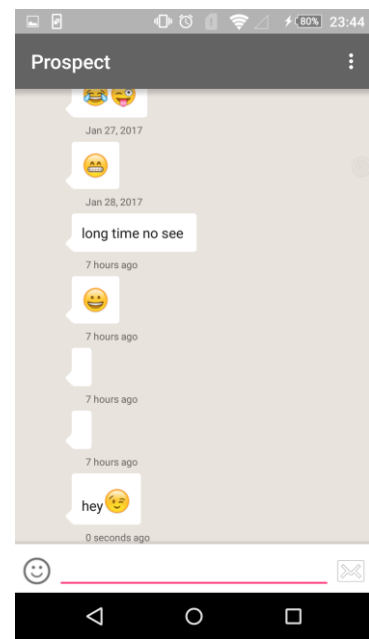 80% 23:44
Prospect
😂😜
Jan 27, 2017
😁
Jan 28, 2017
long time no see
7 hours ago
😀
7 hours ago
7 hours ago
7 hours ago
hey😉
0 seconds ago